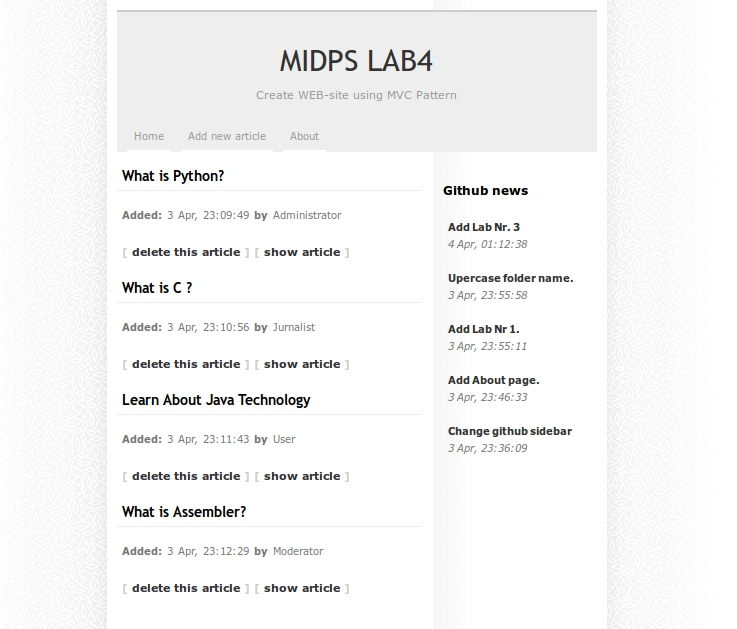 MIDPS LAB4
Create WEB-site using MVC Pattern
Home Add new article About
What is Python?
Added: 3 Apr, 23:09:49 by Administrator
[ delete this article ] [ show article ]
What is C ?
Added: 3 Apr, 23:10:56 by Jurnalist
[ delete this article ] [ show article ]
Learn About Java Technology
Added: 3 Apr, 23:11:43 by User
[ delete this article ] [ show article ]
What is Assembler?
Added: 3 Apr, 23:12:29 by Moderator
[ delete this article ] [ show article ]
Github news
Add Lab Nr. 3
4 Apr, 01:12:38
Upercase folder name.
3 Apr, 23:55:58
Add Lab Nr 1.
3 Apr, 23:55:11
Add About page.
3 Apr, 23:46:33
Change github sidebar
3 Apr, 23:36:09